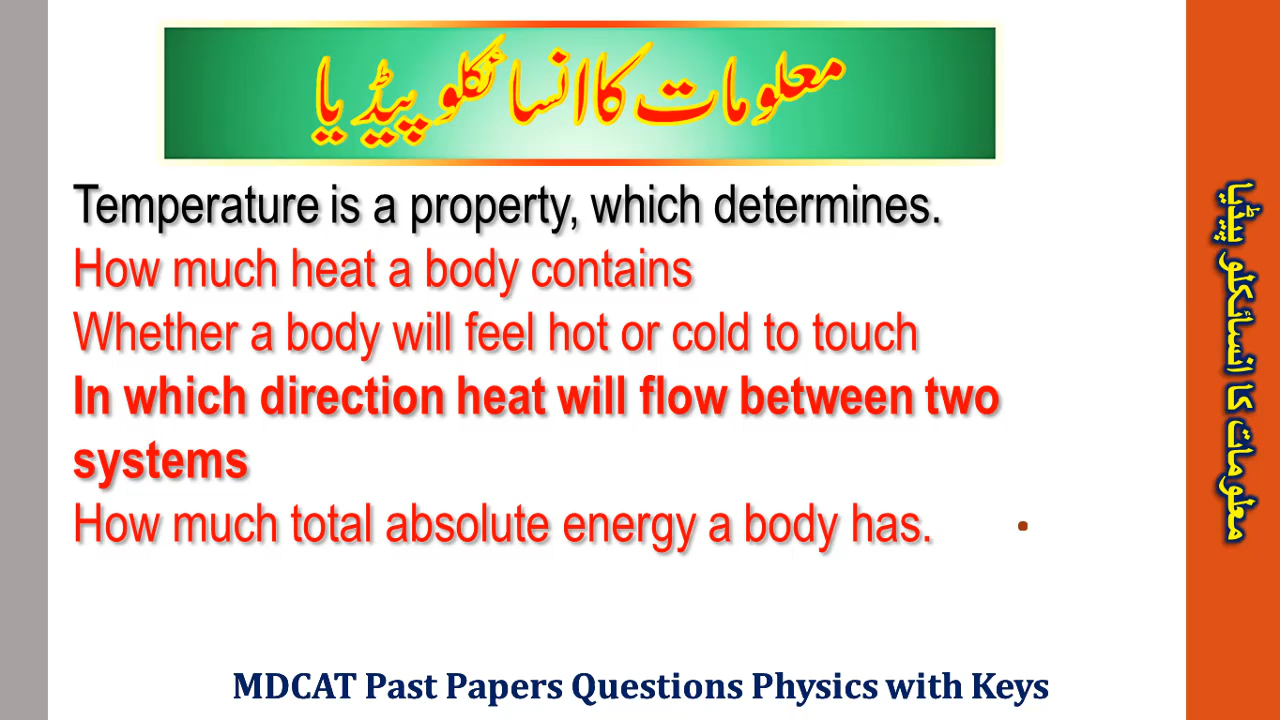 معلومات کا انسائکلو پیڈیا
Temperature is a property, which determines.
How much heat a body contains
Whether a body will feel hot or cold to touch
In which direction heat will flow between two
systems
How much total absolute energy a body has.
معلومات کا انسائکلو پیڈیا
MDCAT Past Papers Questions Physics with Keys